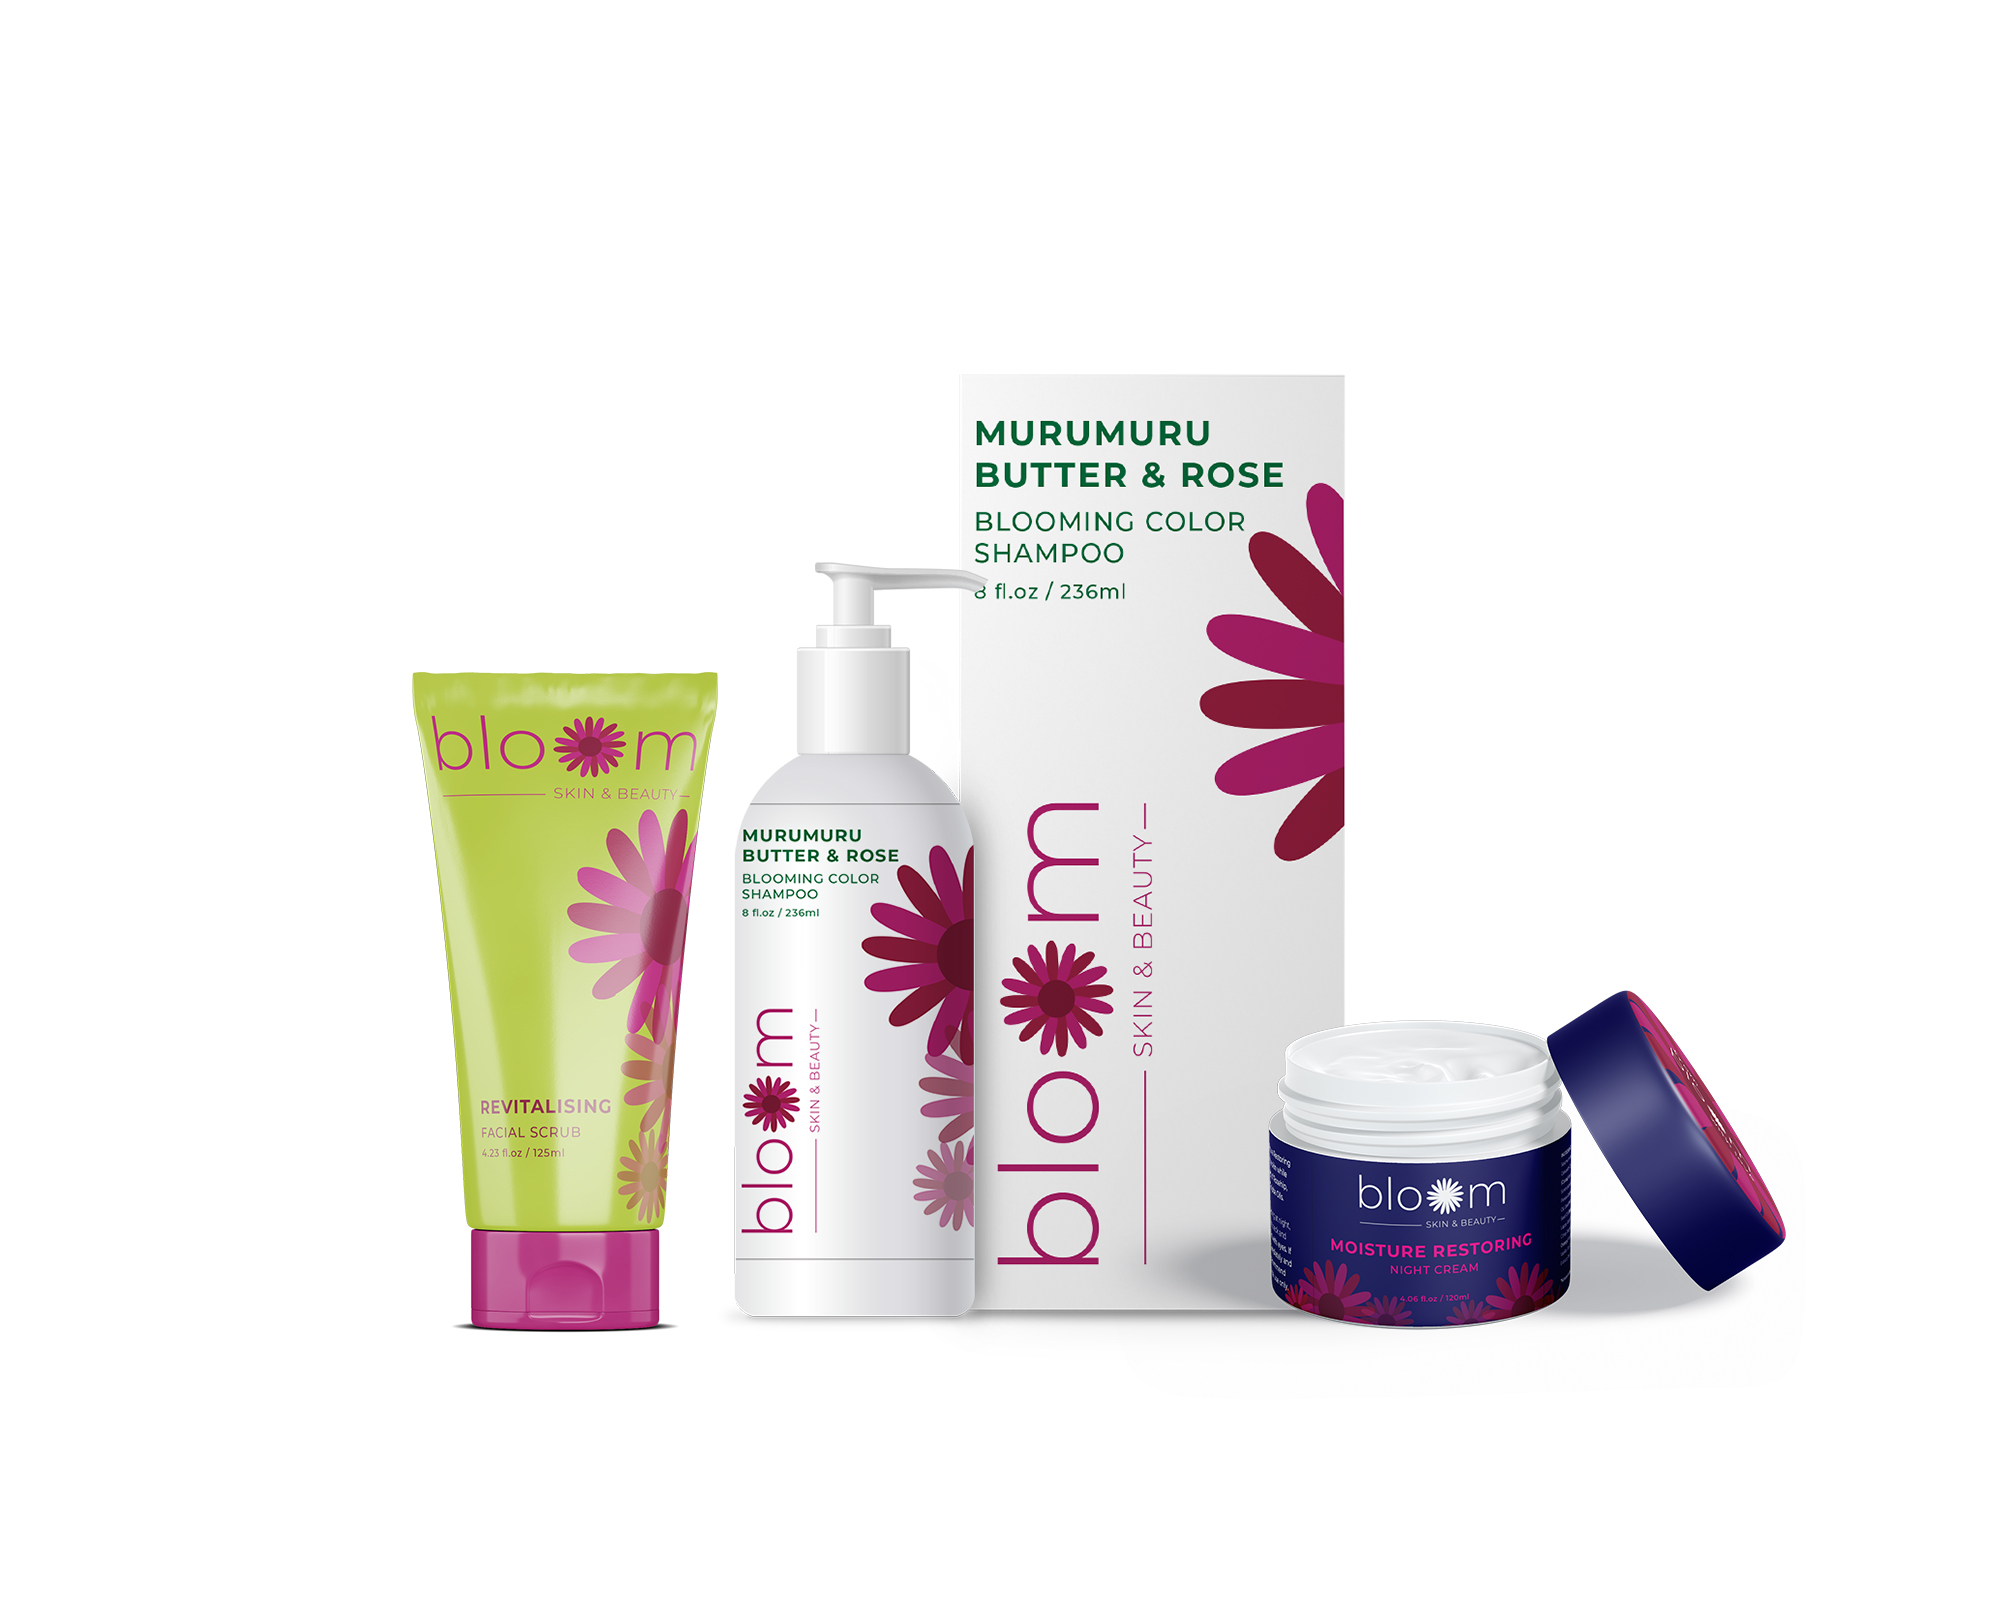 bloom
SKIN & BEAUTY
REVITALISING
FACIAL SCRUB
4.23 fl.oz / 125ml
MURUMURU
BUTTER & ROSE
BLOOMING COLOR
SHAMPOO
8 fl.oz / 236ml
bloom
SKIN & BEAUTY
MURUMURU
BUTTER & ROSE
BLOOMING COLOR
SHAMPOO
8 fl.oz / 236ml
bloom
SKIN & BEAUTY
bloom
SKIN & BEAUTY
MOISTURE RESTORING
NIGHT CREAM
4.06 fl.oz / 120ml